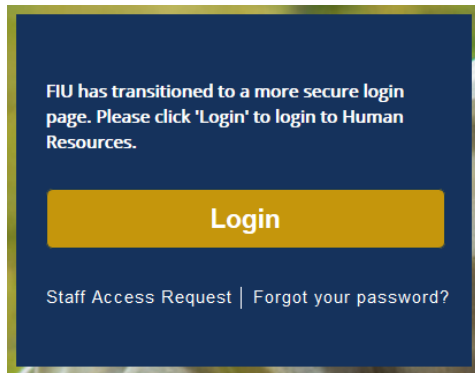 FIU has transitioned to a more secure login
page. Please click 'Login' to login to Human
Resources.
Login
Staff Access Request | Forgot your password?